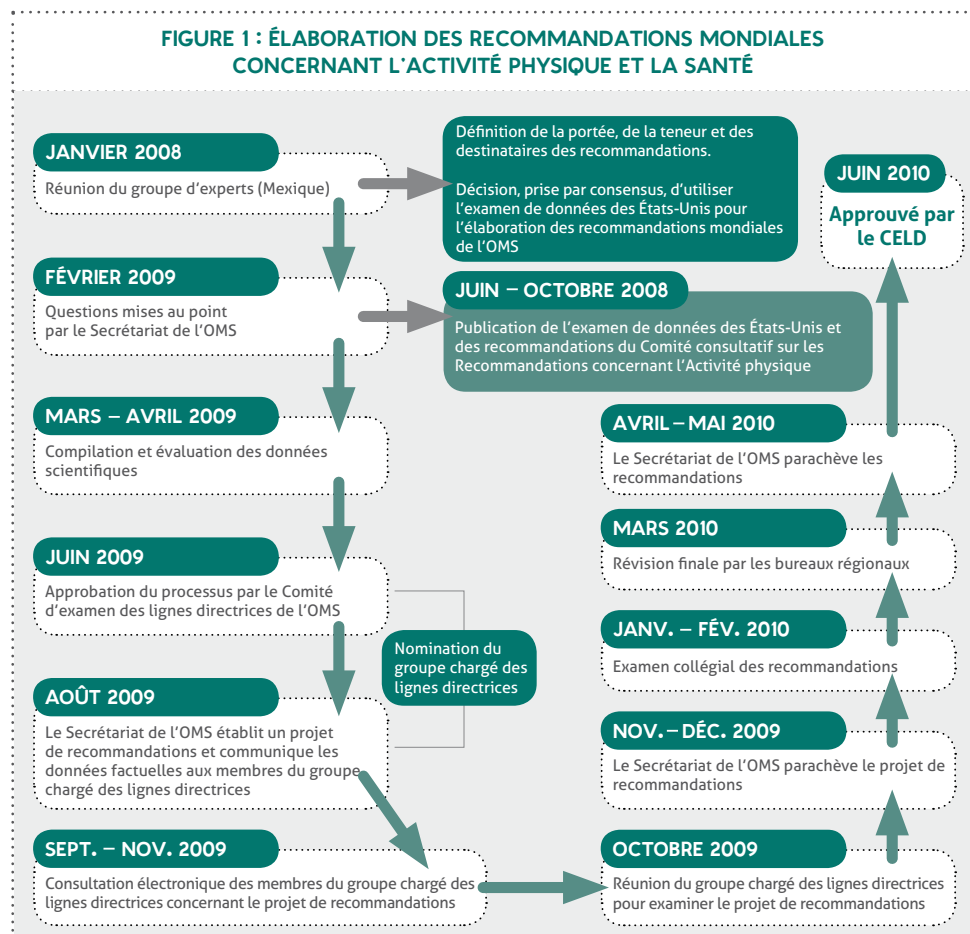 FIGURE 1 : ÉLABORATION DES RECOMMANDATIONS MONDIALES
CONCERNANT L'ACTIVITÉ PHYSIQUE ET LA SANTÉ
JANVIER 2008
Réunion du groupe d'experts (Mexique)
Définition de la portée, de la teneur et des
destinataires des recommandations.
Décision, prise par consensus, d'utiliser
l'examen de données des États-Unis pour
l'élaboration des recommandations mondiales
de l'OMS
FÉVRIER 2009
Questions mises au point
par le Secrétariat de l'OMS
JUIN – OCTOBRE 2008
Publication de l'examen de données des États-Unis et
des recommandations du Comité consultatif sur les
Recommandations concernant l'Activité physique
MARS – AVRIL 2009
Compilation et évaluation des données
scientifiques
JUIN 2009
Approbation du processus par le Comité
d'examen des lignes directrices de l'OMS
Nomination du
groupe chargé des
lignes directrices
AOÛT 2009
Le Secrétariat de l'OMS établit un projet
de recommandations et communique les
données factuelles aux membres du groupe
chargé des lignes directrices
SEPT. – NOV. 2009
Consultation électronique des membres du groupe chargé des
lignes directrices concernant le projet de recommandations
OCTOBRE 2009
Réunion du groupe chargé des lignes directrices
pour examiner le projet de recommandations
NOV. – DÉC. 2009
Le Secrétariat de l'OMS parachève le projet de
recommandations
JANV. – FÉV. 2010
Examen collégial des recommandations
MARS 2010
Révision finale par les bureaux régionaux
AVRIL – MAI 2010
Le Secrétariat de l'OMS parachève les
recommandations
JUIN 2010
Approuvé par
le CELD